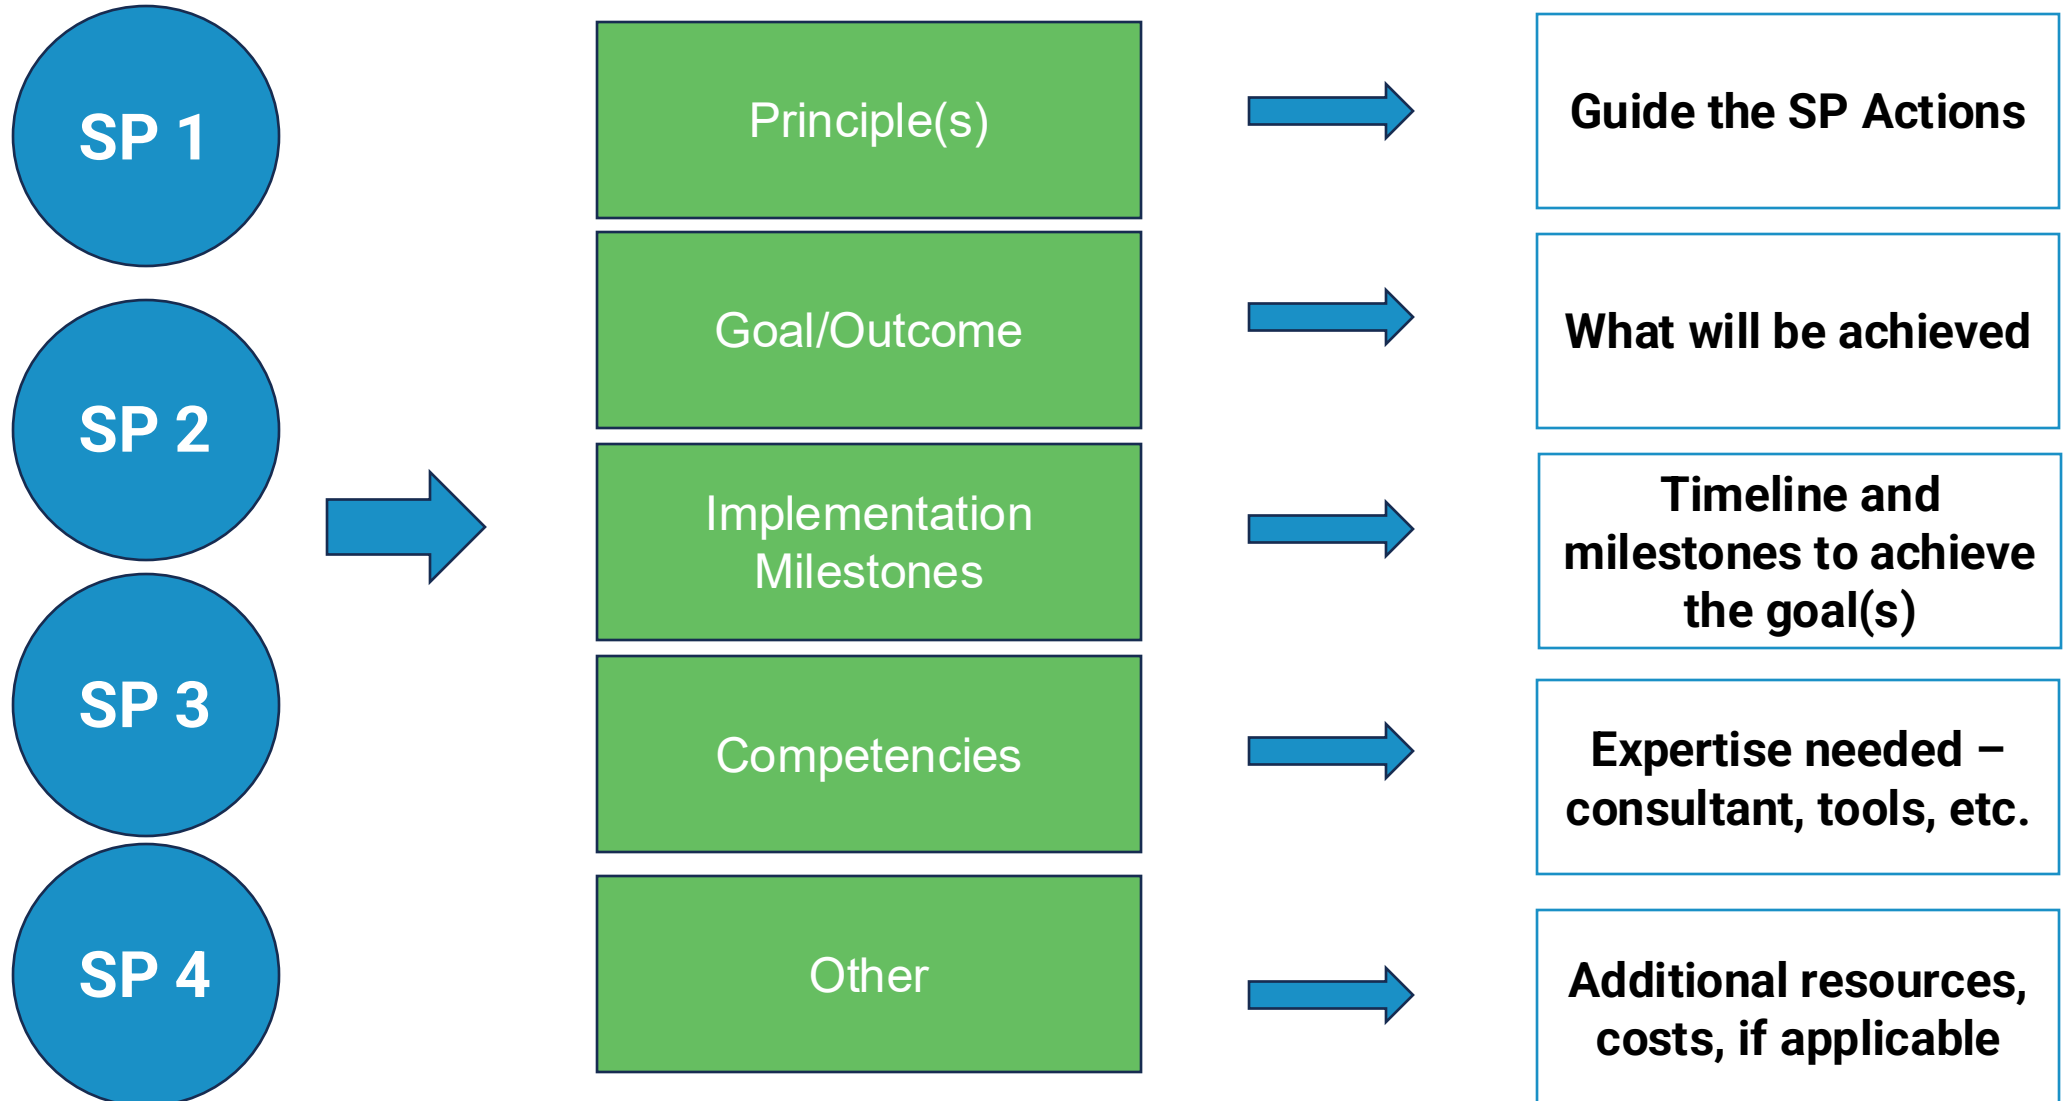 SP 1
SP 2
SP 3
SP 4
Principle(s)
Goal/Outcome
Implementation
Milestones
Competencies
Other
Guide the SP Actions
What will be achieved
Timeline and
milestones to achieve
the goal(s)
Expertise needed –
consultant, tools, etc.
Additional resources,
costs, if applicable